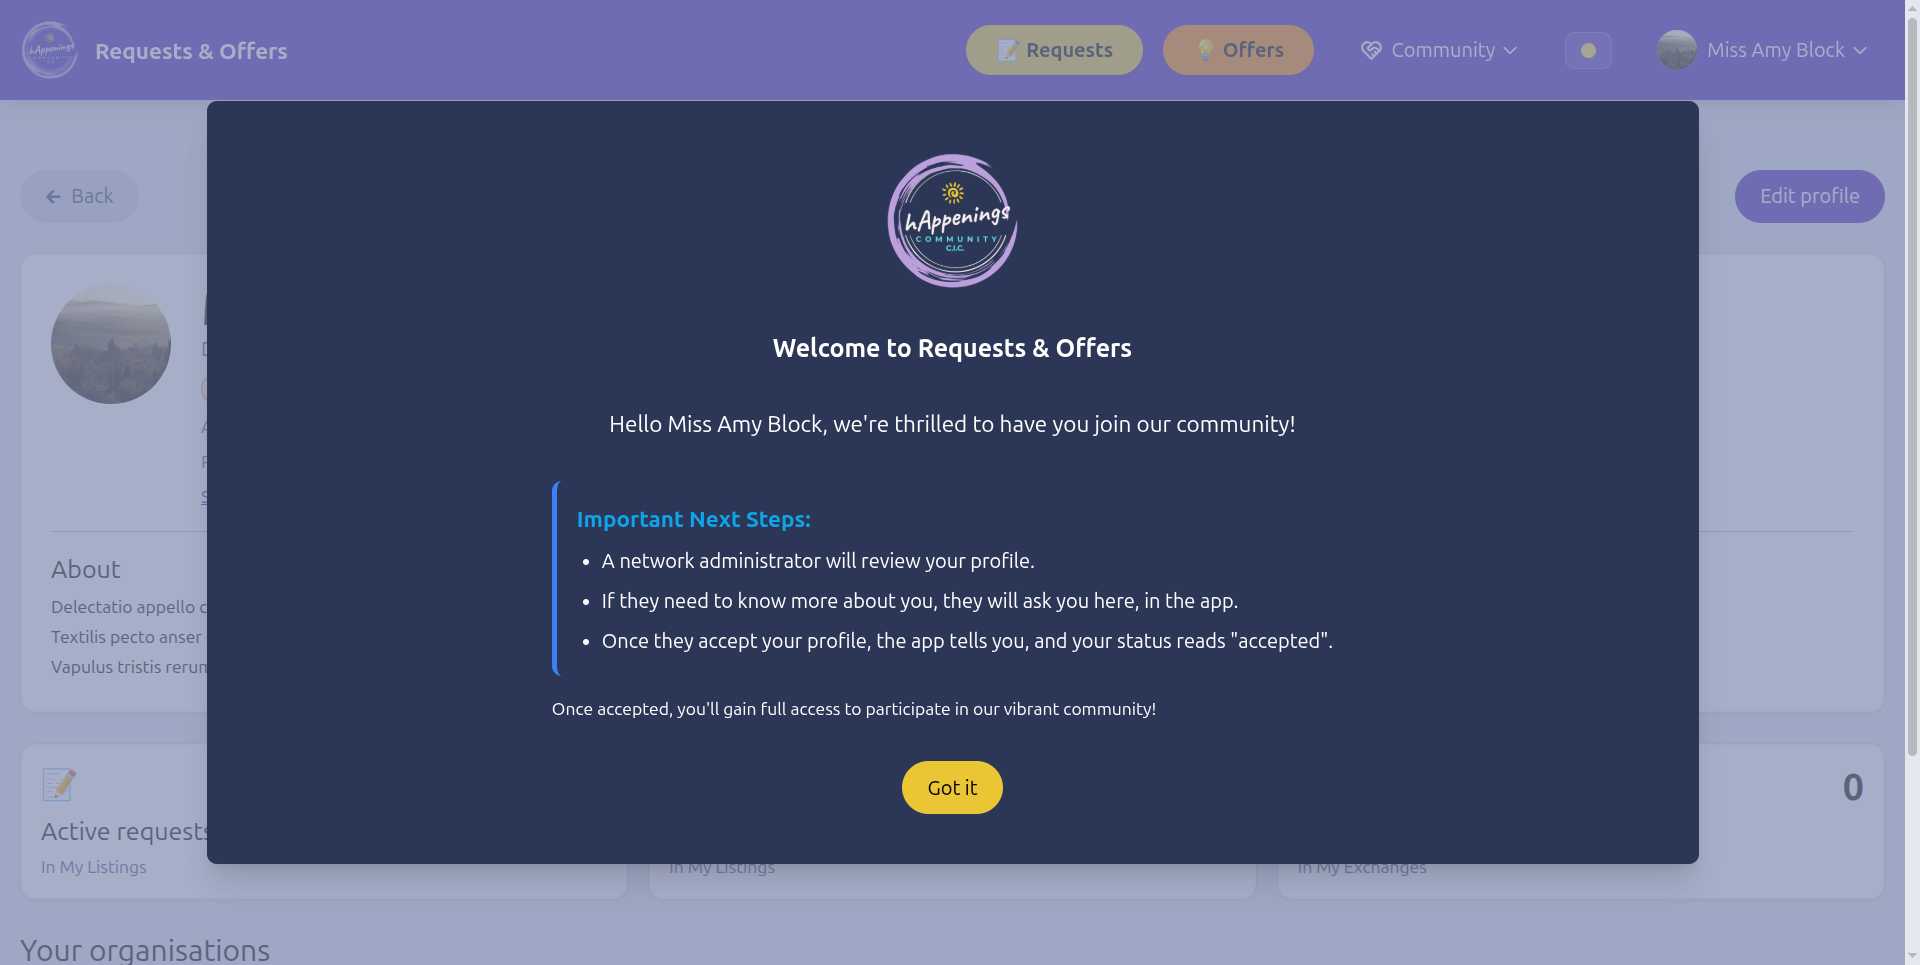 hAppenings
COMMUNITY
Requests & Offers
📝 Requests
💡 Offers
Community
Miss Amy Block
← Back
Edit profile
hAppenings
COMMUNITY
C.I.C.
Welcome to Requests & Offers
Hello Miss Amy Block, we're thrilled to have you join our community!
Important Next Steps:
• A network administrator will review your profile.
• If they need to know more about you, they will ask you here, in the app.
• Once they accept your profile, the app tells you, and your status reads "accepted".
Once accepted, you'll gain full access to participate in our vibrant community!
Got it
About
Delectatio appello
Textilis pecto anser
Vapulus tristis
Active requests
In My Listings
In My Listings
0
In My Exchanges
Your organisations